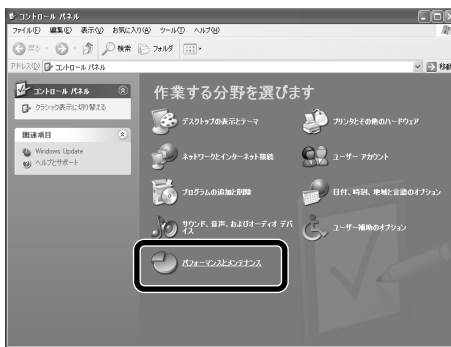 コントロール パネル
ファイル(F) 編集(E) 表示(V) お気に入り(A) ツール(T) ヘルプ(H)
戻る 検索 フォルダ
アドレス(D) コントロール パネル 移動
コントロール パネル
クラシック表示に切り替える
関連項目
Windows Update
ヘルプとサポート
作業する分野を選びます
デスクトップの表示とテーマ
プリンタとその他のハードウェア
ネットワークとインターネット接続
ユーザー アカウント
プログラムの追加と削除
日付、時刻、地域と言語のオプション
サウンド、音声、およびオーディオ デバ
イス
ユーザー補助のオプション
パフォーマンスとメンテナンス